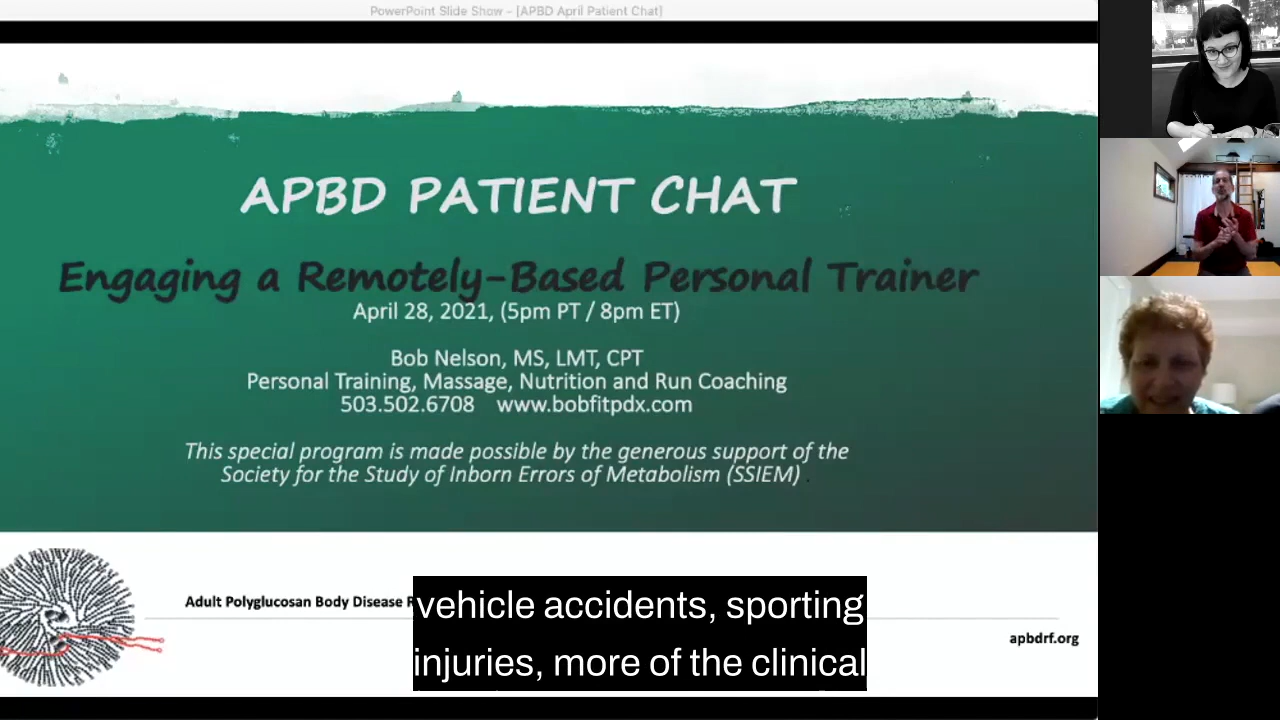 PowerPoint Slide Show - [APBD April Patient Chat]
APBD PATIENT CHAT
Engaging a Remotely-Based Personal Trainer
April 28, 2021, (5pm PT / 8pm ET)
Bob Nelson, MS, LMT, CPT
Personal Training, Massage, Nutrition and Run Coaching
503.502.6708 www.bobfitpdx.com
This special program is made possible by the generous support of the
Society for the Study of Inborn Errors of Metabolism (SSIEM) .
Adult Polyglucosan Body Disease
apbdrf.org
vehicle accidents, sporting
injuries, more of the clinical